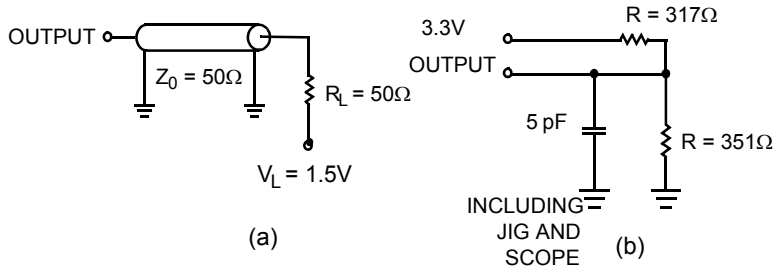 OUTPUT
Z0 = 50Ω
RL = 50Ω
VL = 1.5V
(a)
R = 317Ω
3.3V
OUTPUT
5 pF
R = 351Ω
INCLUDING
JIG AND
SCOPE
(b)